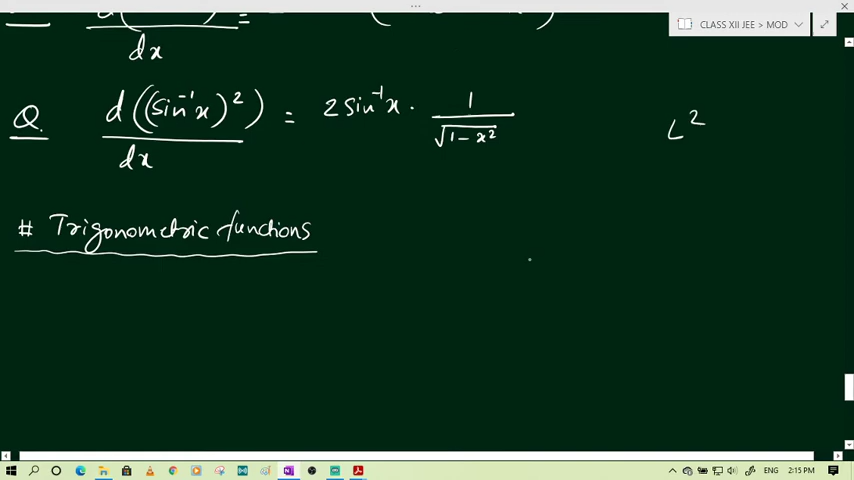 CLASS XII JEE > MOD
dx
Q. d((sin⁻¹x)²)/dx = 2 sin⁻¹x · 1/√(1-x²)
L²
# Trigonometric functions
ENG 2:15 PM